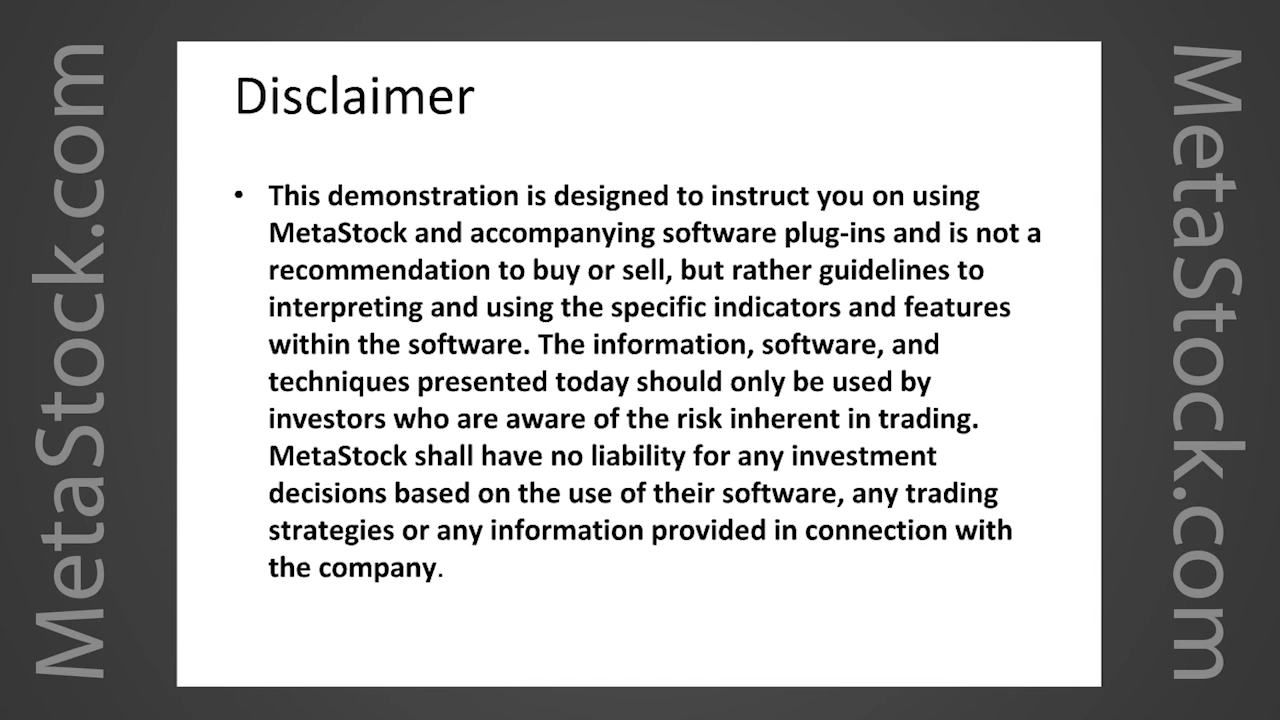 MetaStock.com
Disclaimer
• This demonstration is designed to instruct you on using
MetaStock and accompanying software plug-ins and is not a
recommendation to buy or sell, but rather guidelines to
interpreting and using the specific indicators and features
within the software. The information, software, and
techniques presented today should only be used by
investors who are aware of the risk inherent in trading.
MetaStock shall have no liability for any investment
decisions based on the use of their software, any trading
strategies or any information provided in connection with
the company.
MetaStock.com